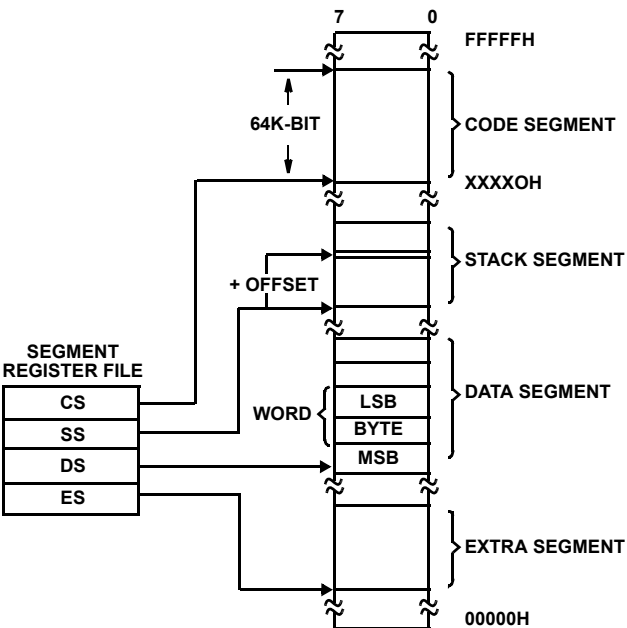 7 0
FFFFFH
64K-BIT
CODE SEGMENT
XXXXOH
STACK SEGMENT
+ OFFSET
SEGMENT
REGISTER FILE
CS
SS
DS
ES
WORD
LSB
BYTE
MSB
DATA SEGMENT
EXTRA SEGMENT
00000H